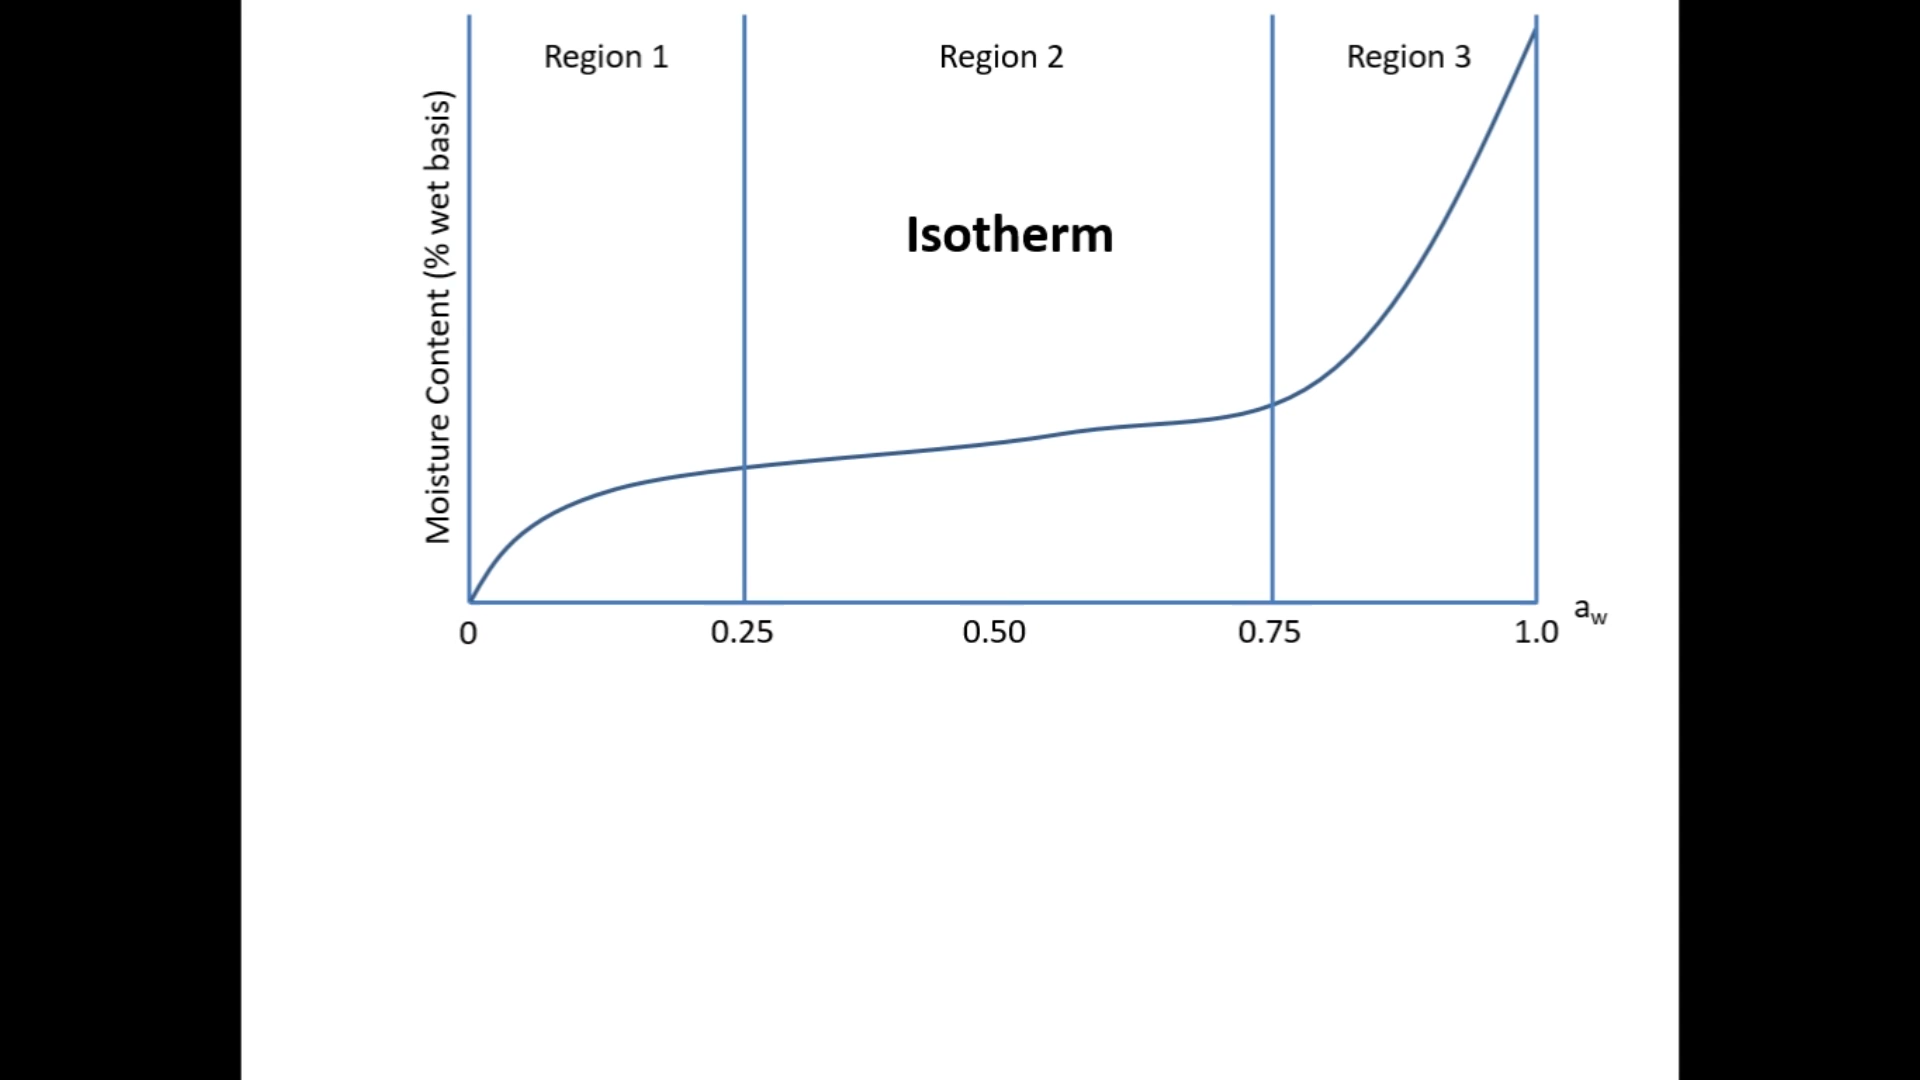 Region 1
Region 2
Region 3
Moisture Content (% wet basis)
Isotherm
0
0.25
0.50
0.75
1.0
aw